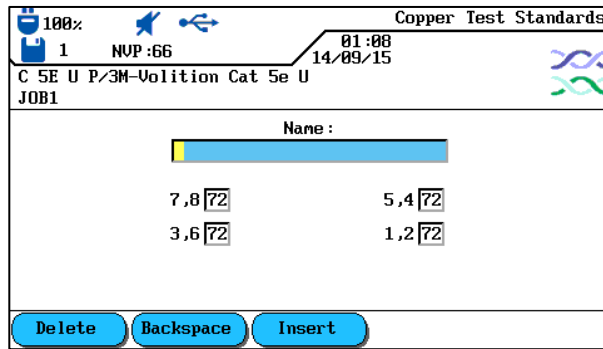 100% Copper Test Standards
1 NVP:66 01:08
14/09/15
C 5E U P/3M-Volition Cat 5e U
JOB1
Name:
7,8 72 5,4 72
3,6 72 1,2 72
Delete Backspace Insert